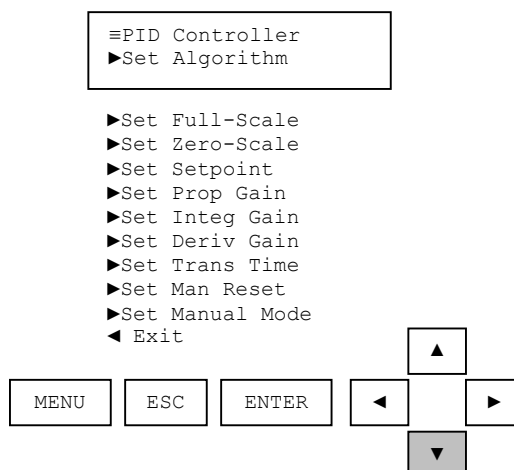 ≡PID Controller
►Set Algorithm
►Set Full-Scale
►Set Zero-Scale
►Set Setpoint
►Set Prop Gain
►Set Integ Gain
►Set Deriv Gain
►Set Trans Time
►Set Man Reset
►Set Manual Mode
◄ Exit
▲
MENU ESC ENTER ◄ ►
▼